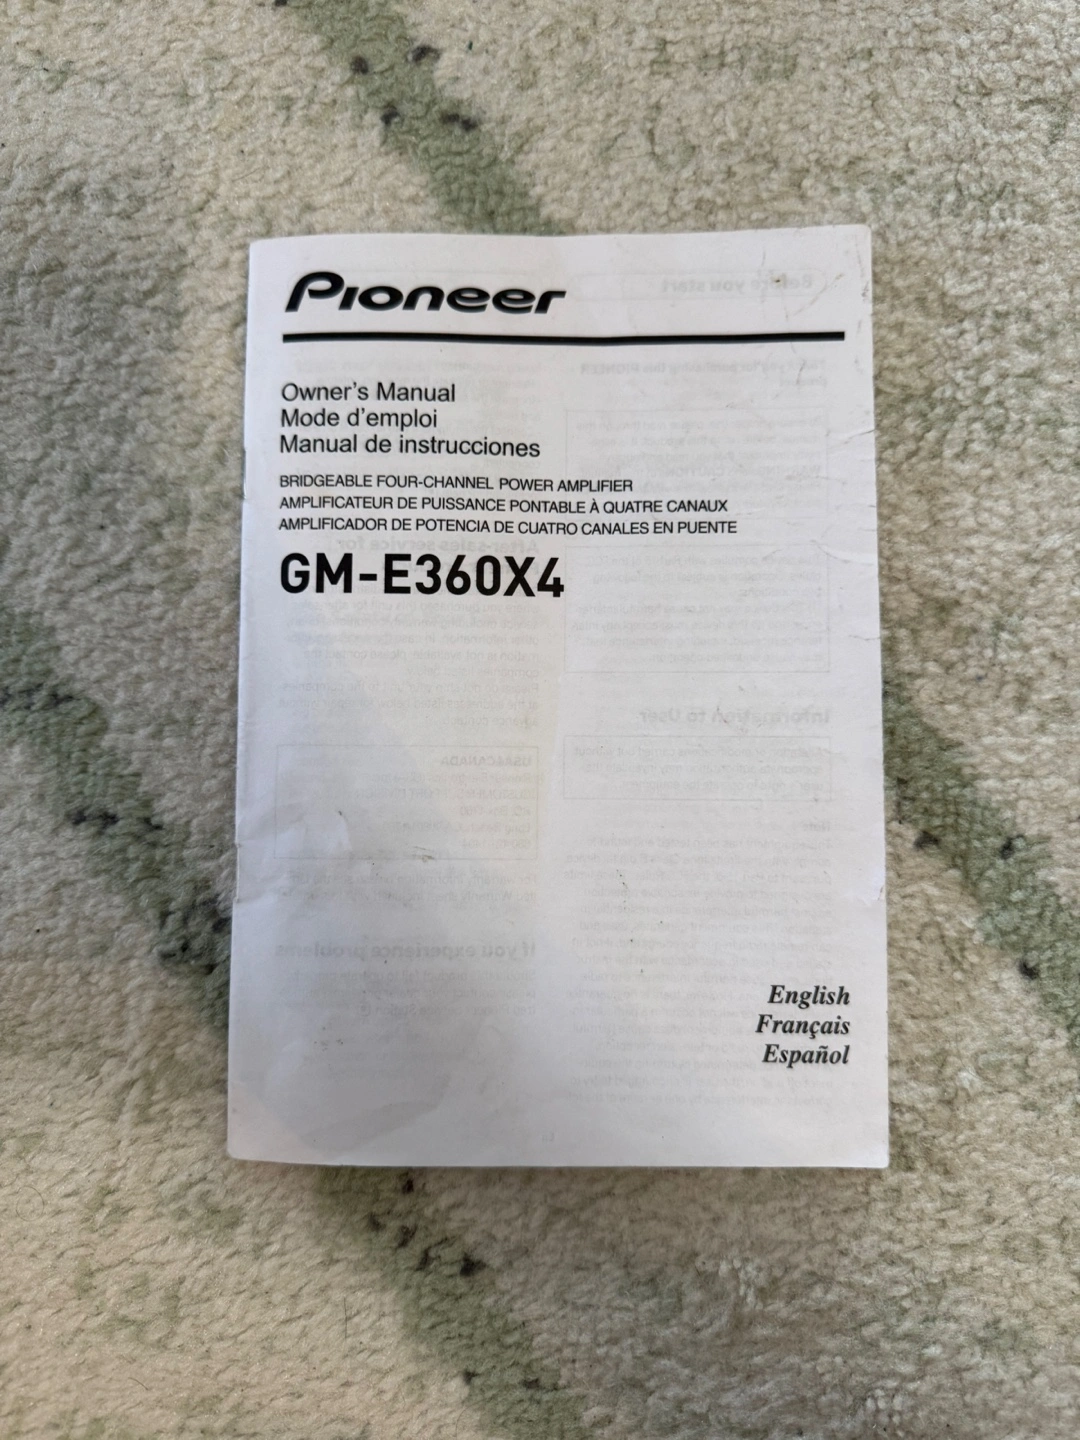 Pioneer
Owner's Manual
Mode d'emploi
Manual de instrucciones
BRIDGEABLE FOUR-CHANNEL POWER AMPLIFIER
AMPLIFICATEUR DE PUISSANCE PONTABLE À QUATRE CANAUX
AMPLIFICADOR DE POTENCIA DE CUATRO CANALES EN PUENTE
GM-E360X4
English
Français
Español